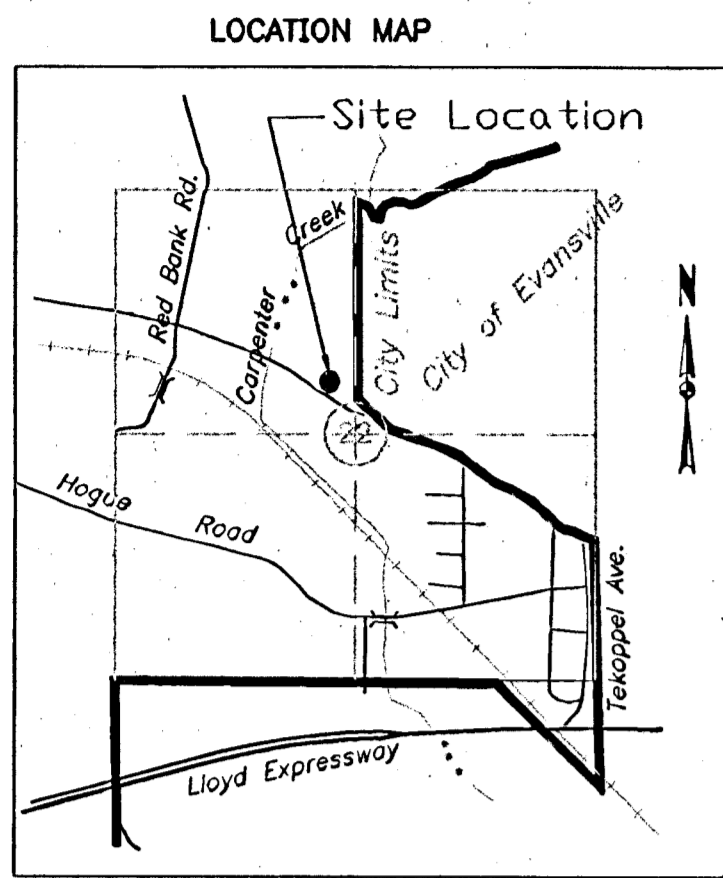 LOCATION MAP
Site Location
Red Bank Rd.
Creek
Carpenter
City Limits
City of Evansville
N
22
Hogue Road
Tekoppel Ave.
Lloyd Expressway